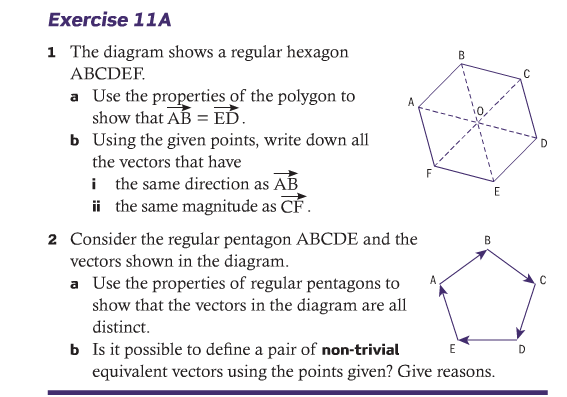 Exercise 11A
1 The diagram shows a regular hexagon
ABCDEF.
a Use the properties of the polygon to
show that AB = ED.
b Using the given points, write down all
the vectors that have
i the same direction as AB
ii the same magnitude as CF.
A
B
C
D
E
F
O
2 Consider the regular pentagon ABCDE and the
vectors shown in the diagram.
a Use the properties of regular pentagons to
show that the vectors in the diagram are all
distinct.
b Is it possible to define a pair of non-trivial
equivalent vectors using the points given? Give reasons.
A
B
C
D
E